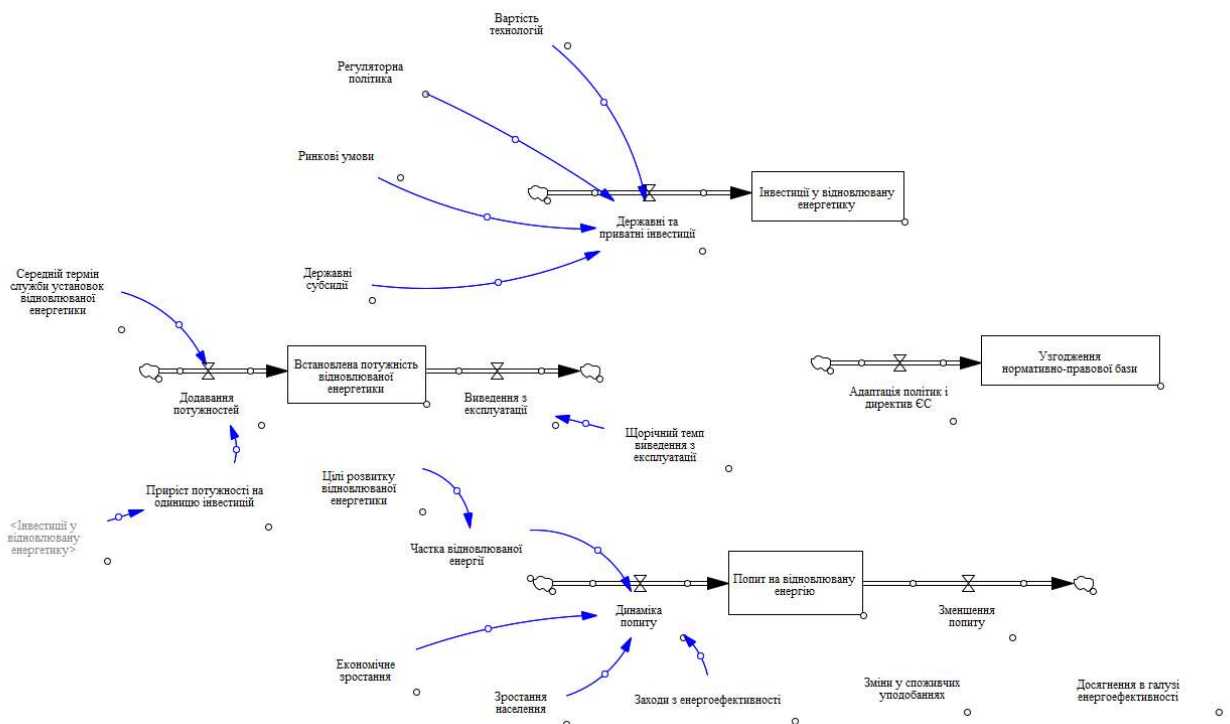 Вартість
технологій
Регуляторна
політика
Ринкові умови
Інвестиції у відновлювану
енергетику
Державні та
приватні інвестиції
Державні
субсидії
Середній термін
служби установок
відновлюваної
енергетики
Встановлена потужність
відновлюваної
енергетики
Узгодження
нормативно-правової бази
Додавання
потужностей
Виведення з
експлуатації
Адаптація політик і
директив ЄС
Щорічний темп
виведення з
експлуатації
Цілі розвитку
відновлюваної
енергетики
Приріст потужності на
одиницю інвестицій
<Інвестиції у
відновлювану
енергетику>
Частка відновлюваної
енергії
Попит на відновлювану
енергію
Динаміка
попиту
Зменшення
попиту
Економічне
зростання
Зростання
населення
Заходи з енергоефективності
Зміни у споживчих
уподобаннях
Досягнення в галузі
енергоефективності